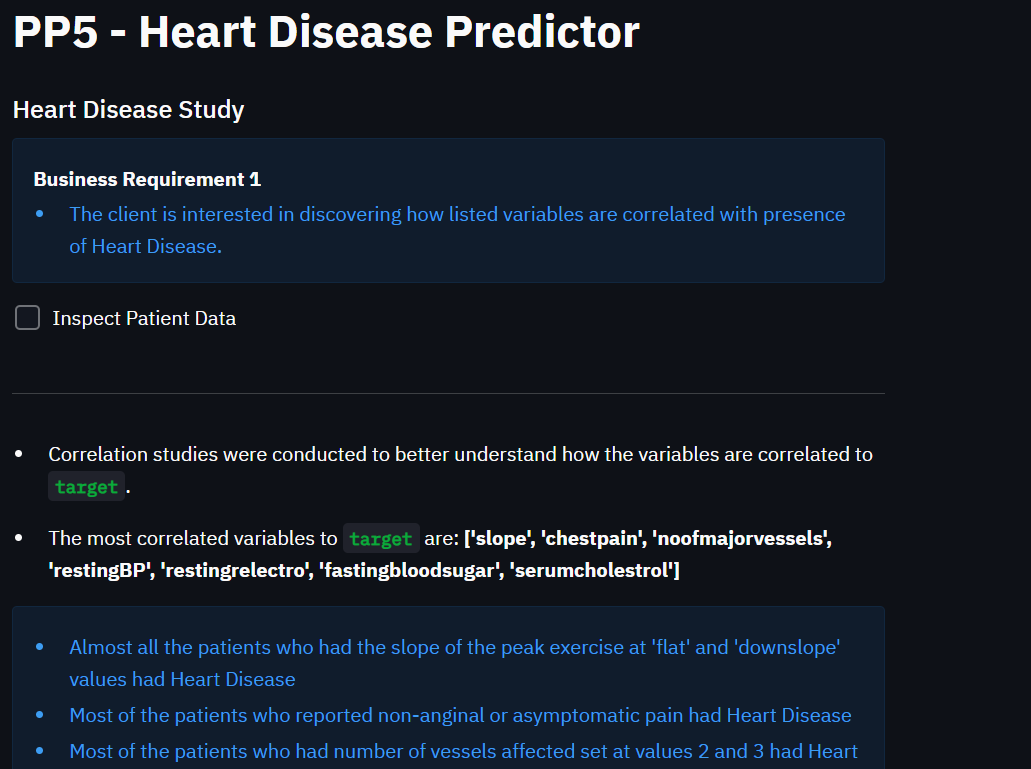 PP5 - Heart Disease Predictor
Heart Disease Study
Business Requirement 1
• The client is interested in discovering how listed variables are correlated with presence
of Heart Disease.
Inspect Patient Data
• Correlation studies were conducted to better understand how the variables are correlated to
target .
• The most correlated variables to target are: ['slope', 'chestpain', 'noofmajorvessels',
'restingBP', 'restingrelectro', 'fastingbloodsugar', 'serumcholestrol']
• Almost all the patients who had the slope of the peak exercise at 'flat' and 'downslope'
values had Heart Disease
• Most of the patients who reported non-anginal or asymptomatic pain had Heart Disease
• Most of the patients who had number of vessels affected set at values 2 and 3 had Heart